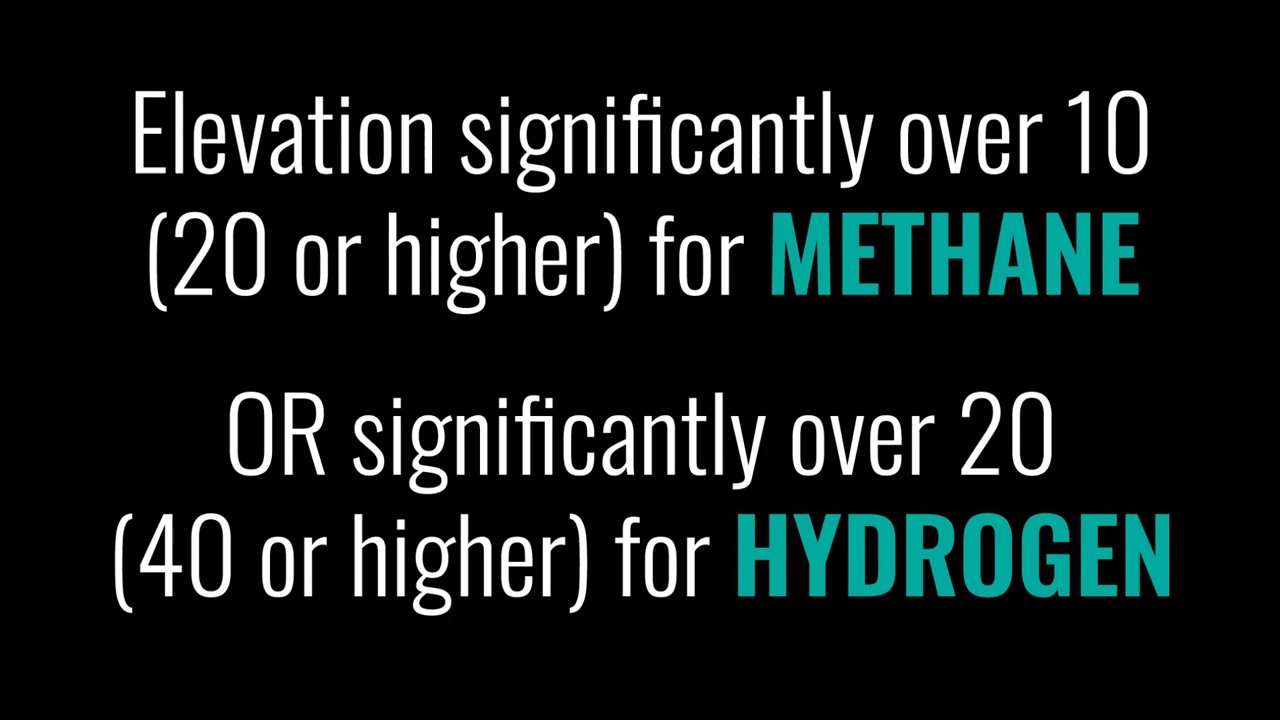 Elevation significantly over 10
(20 or higher) for METHANE
OR significantly over 20
(40 or higher) for HYDROGEN